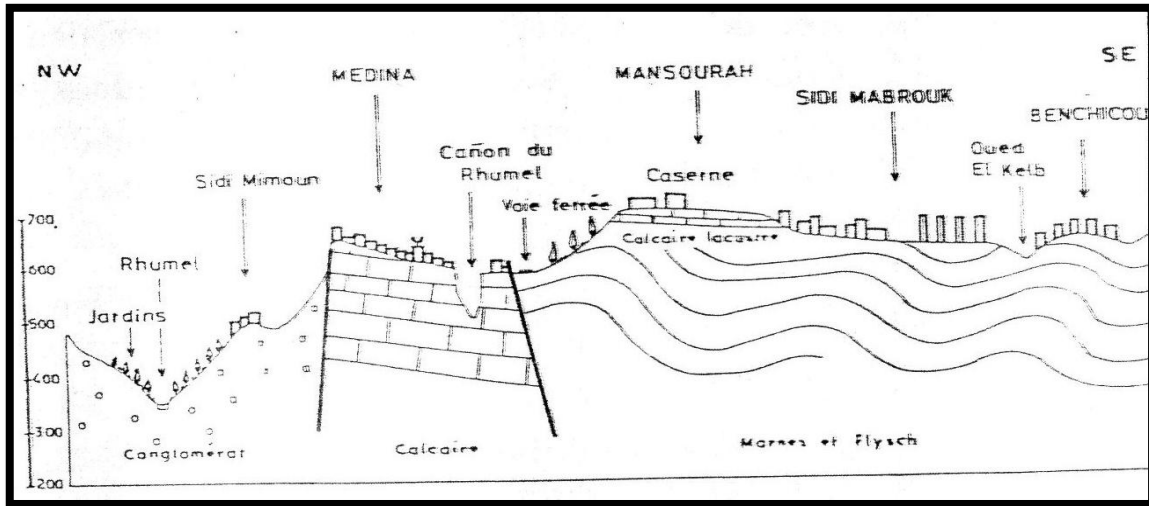 NW
SE
MEDINA
MANSOURAH
SIDI MABROUK
BENCHICOU
Cañon du
Rhumel
Caserne
Oued
El Kelb
Sidi Mimoun
Voie ferrée
Calcaire lacustre
Rhumel
Jardins
700
600
500
400
300
200
Conglomérat
Calcaire
Marnes et Flysch